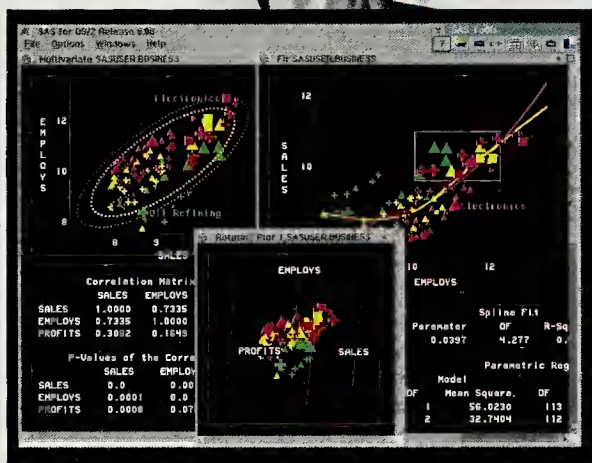 SAS for OS/2 Release 6.08
File Options Windows Help
Multivariate SASUSER.BUSINESS
Electronics
EMPLOYS
12
10
8
Oil Refining
8 9
SALES
Correlation Matrix
SALES EMPLOYS
SALES 1.0000 0.7335
EMPLOYS 0.7335 1.0000
PROFITS 0.3082 0.1649
P-Values of the Corre
SALES EMPLOY
SALES 0.0 0.00
EMPLOYS 0.0001 0.0
PROFITS 0.0008 0.07
Fit SASUSER.BUSINESS
12
SALES
10
Electronics
10 12
EMPLOYS
Spline Fit
Parameter DF R-Sq
0.0397 4.277 0.
Parametric Reg
Model
DF Mean Square DF
1 56.0230 113
2 32.7404 112
SASUSER.BUSINESS
EMPLOYS
PROFITS SALES